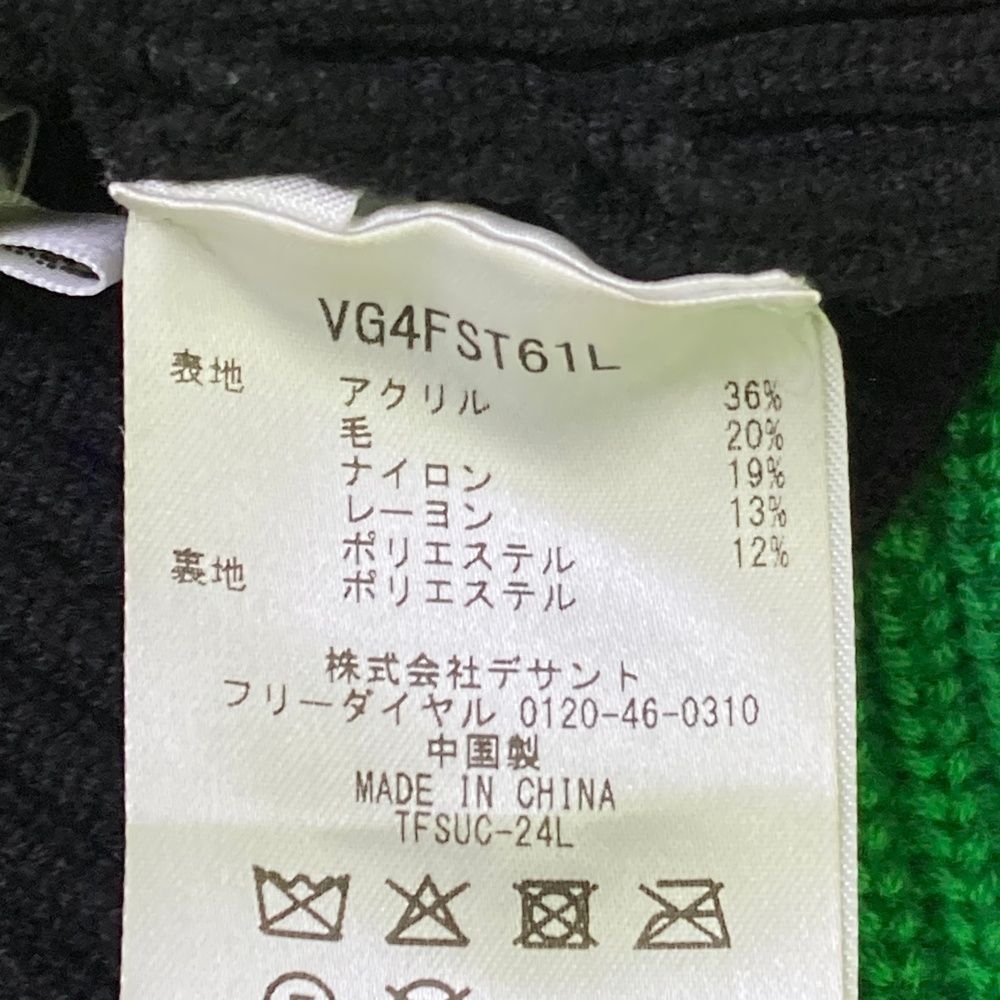 VG4FST61L
表地 アクリル 36%
毛 20%
ナイロン 19%
レーヨン 13%
ポリエステル 12%
裏地 ポリエステル
株式会社デサント
フリーダイヤル 0120-46-0310
中国製
MADE IN CHINA
TFSUC-24L